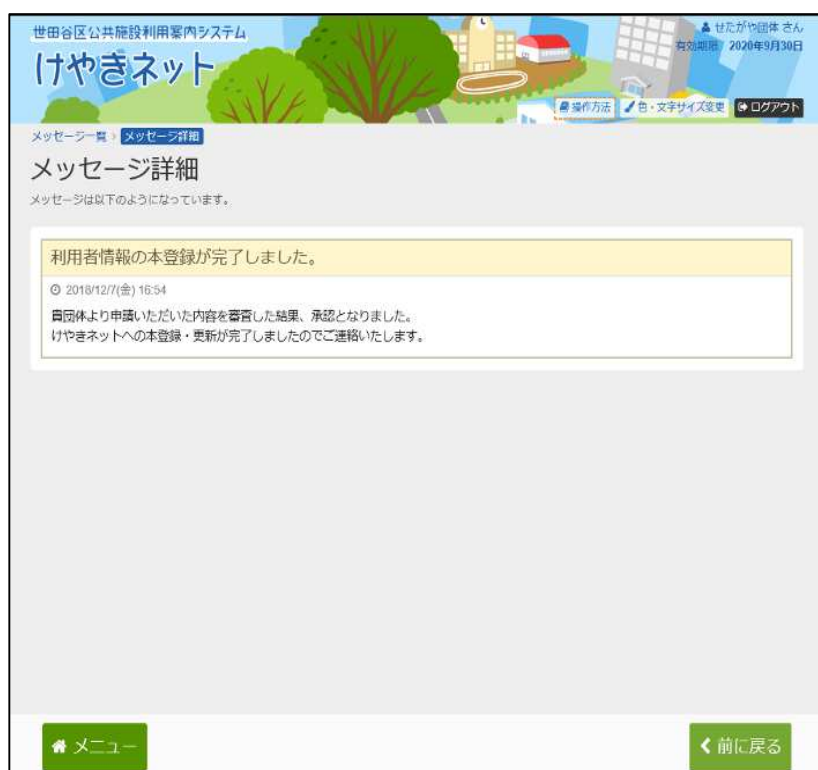 世田谷区公共施設利用案内システム
けやきネット
せたがや団体 さん
有効期限 2020年9月30日
操作方法 色・文字サイズ変更 ログアウト
メッセージ一覧 › メッセージ詳細
メッセージ詳細
メッセージは以下のようになっています。
利用者情報の本登録が完了しました。
2018/12/7(金) 16:54
貴団体より申請いただいた内容を審査した結果、承認となりました。
けやきネットへの本登録・更新が完了しましたのでご連絡いたします。
メニュー
前に戻る